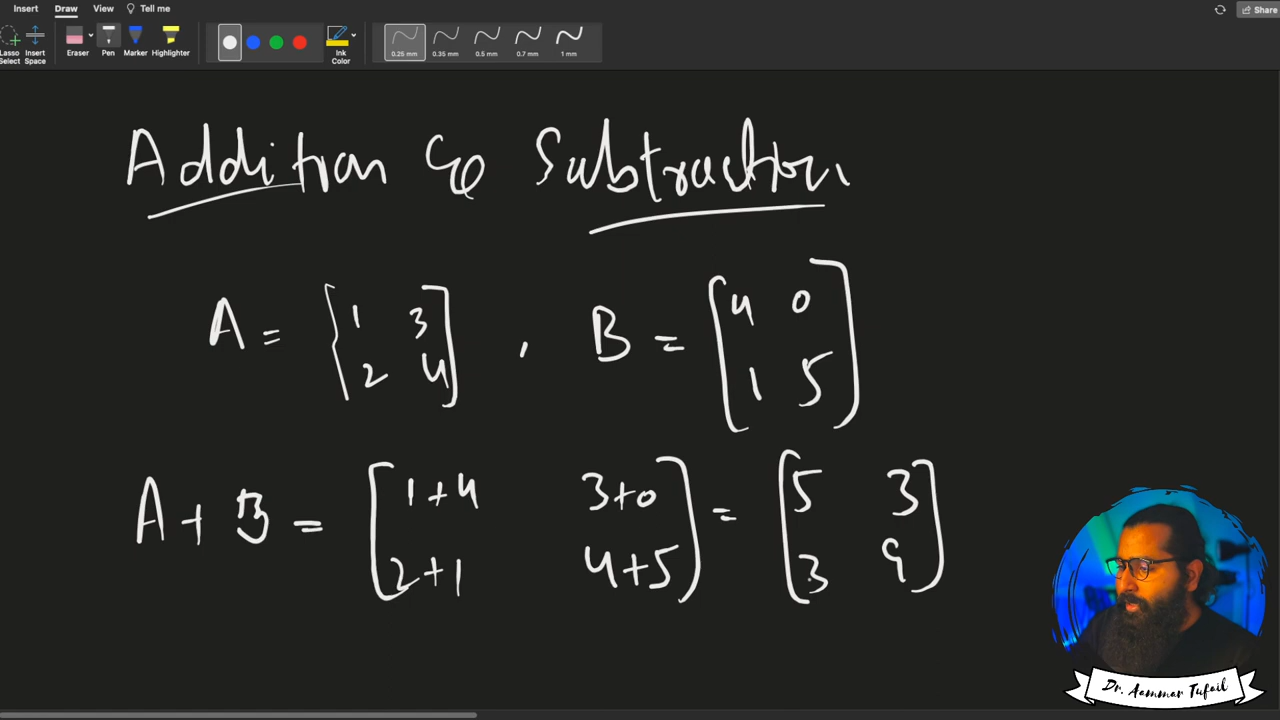 Insert Draw View Tell me
Share
Lasso Select Insert Space Eraser Pen Marker Highlighter Ink Color 0.25 mm 0.35 mm 0.5 mm 0.7 mm 1 mm
Addition & Subtraction
A = [1 3
2 4] , B = [4 0
1 5]
A + B = [1+4 3+0
2+1 4+5] = [5 3
3 9]
Dr. Aammar Tufail